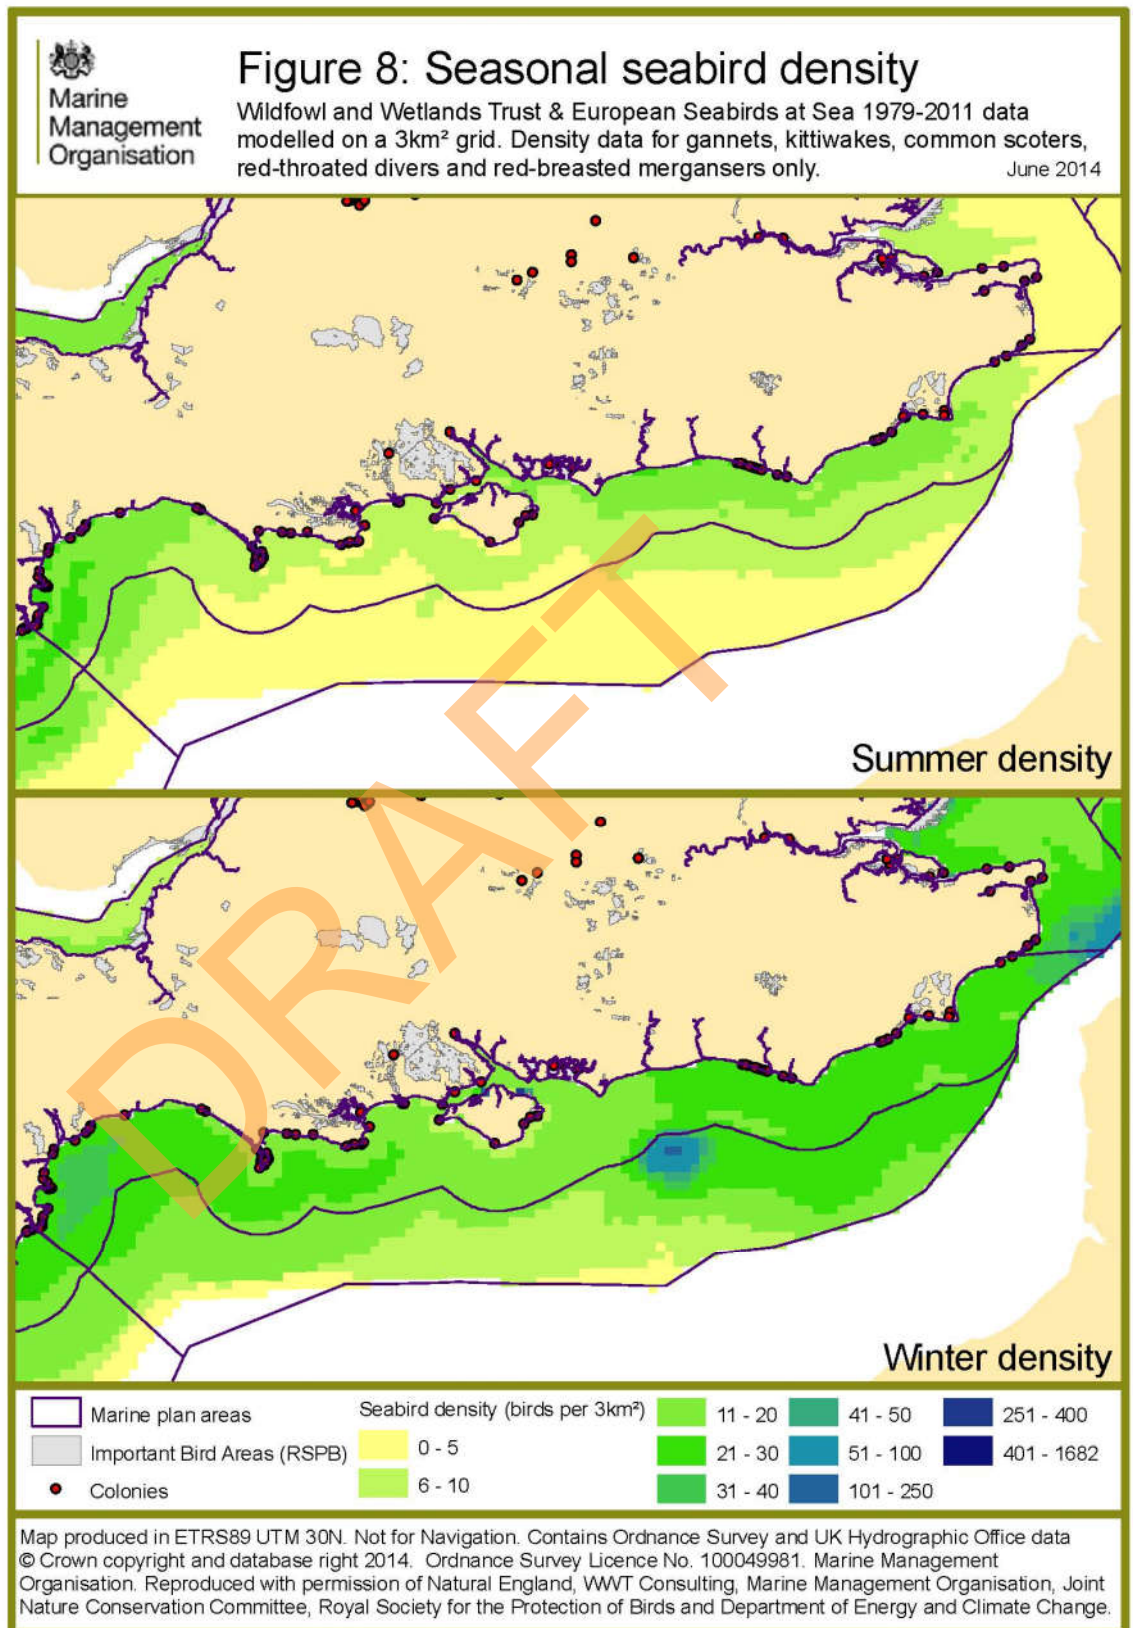 Marine
Management
Organisation
Figure 8: Seasonal seabird density
Wildfowl and Wetlands Trust & European Seabirds at Sea 1979-2011 data
modelled on a 3km² grid. Density data for gannets, kittiwakes, common scoters,
red-throated divers and red-breasted mergansers only.
June 2014
DRAFT
Summer density
Winter density
Marine plan areas
Important Bird Areas (RSPB)
Colonies
Seabird density (birds per 3km²)
0 - 5
6 - 10
11 - 20
21 - 30
31 - 40
41 - 50
51 - 100
101 - 250
251 - 400
401 - 1682
Map produced in ETRS89 UTM 30N. Not for Navigation. Contains Ordnance Survey and UK Hydrographic Office data
© Crown copyright and database right 2014. Ordnance Survey Licence No. 100049981. Marine Management
Organisation. Reproduced with permission of Natural England, WWT Consulting, Marine Management Organisation, Joint
Nature Conservation Committee, Royal Society for the Protection of Birds and Department of Energy and Climate Change.